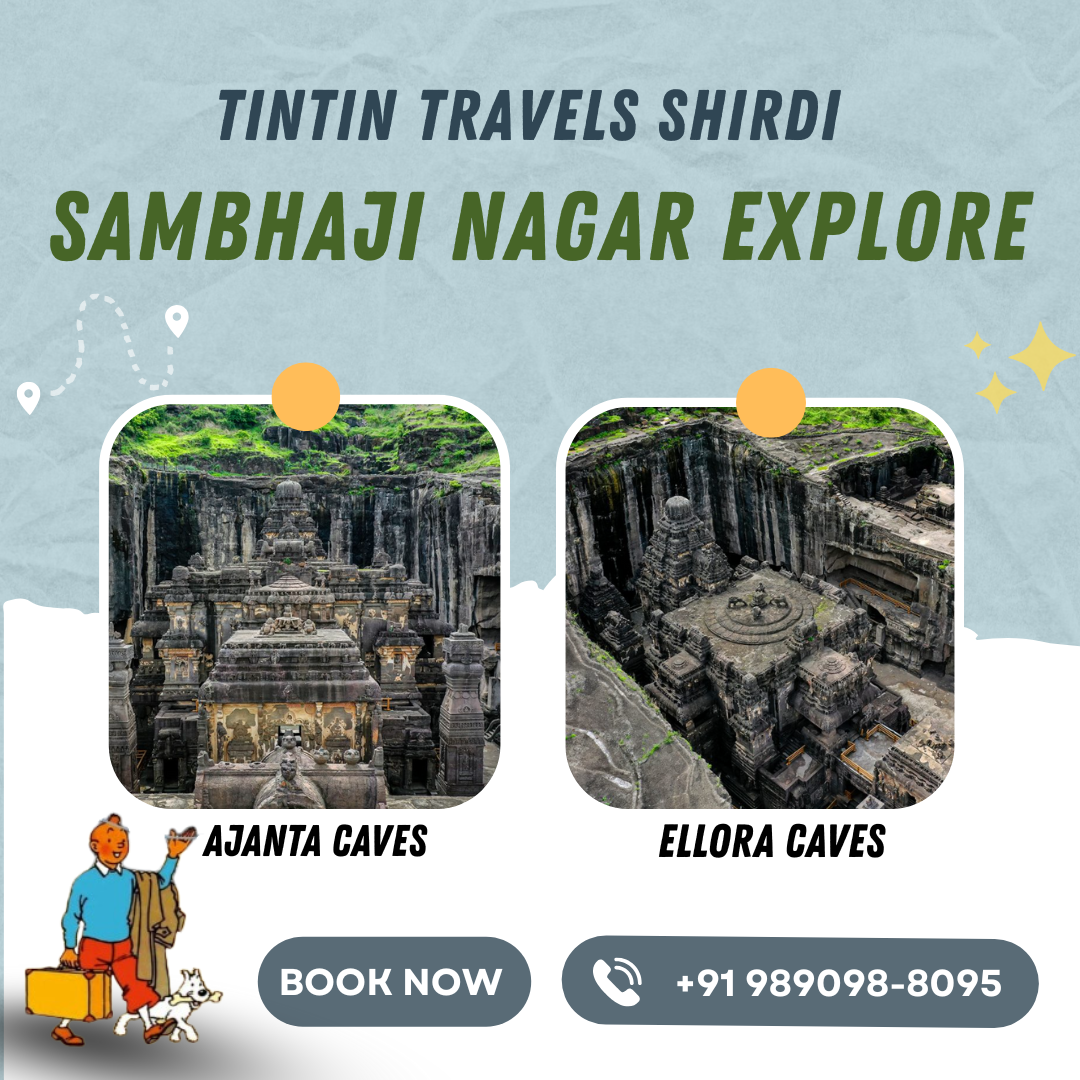 TINTIN TRAVELS SHIRDI
SAMBHAJI NAGAR EXPLORE
AJANTA CAVES
ELLORA CAVES
BOOK NOW
+91 989098-8095